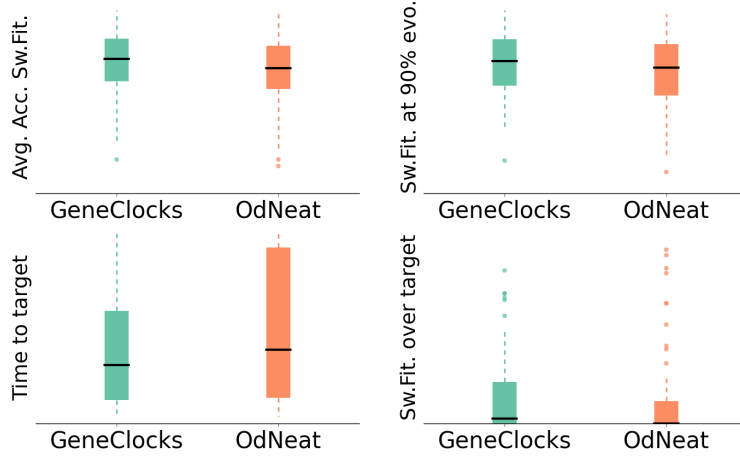 Avg. Acc. Sw.Fit.
GeneClocks OdNeat
Sw.Fit. at 90% evo.
GeneClocks OdNeat
Time to target
GeneClocks OdNeat
Sw.Fit. over target
GeneClocks OdNeat